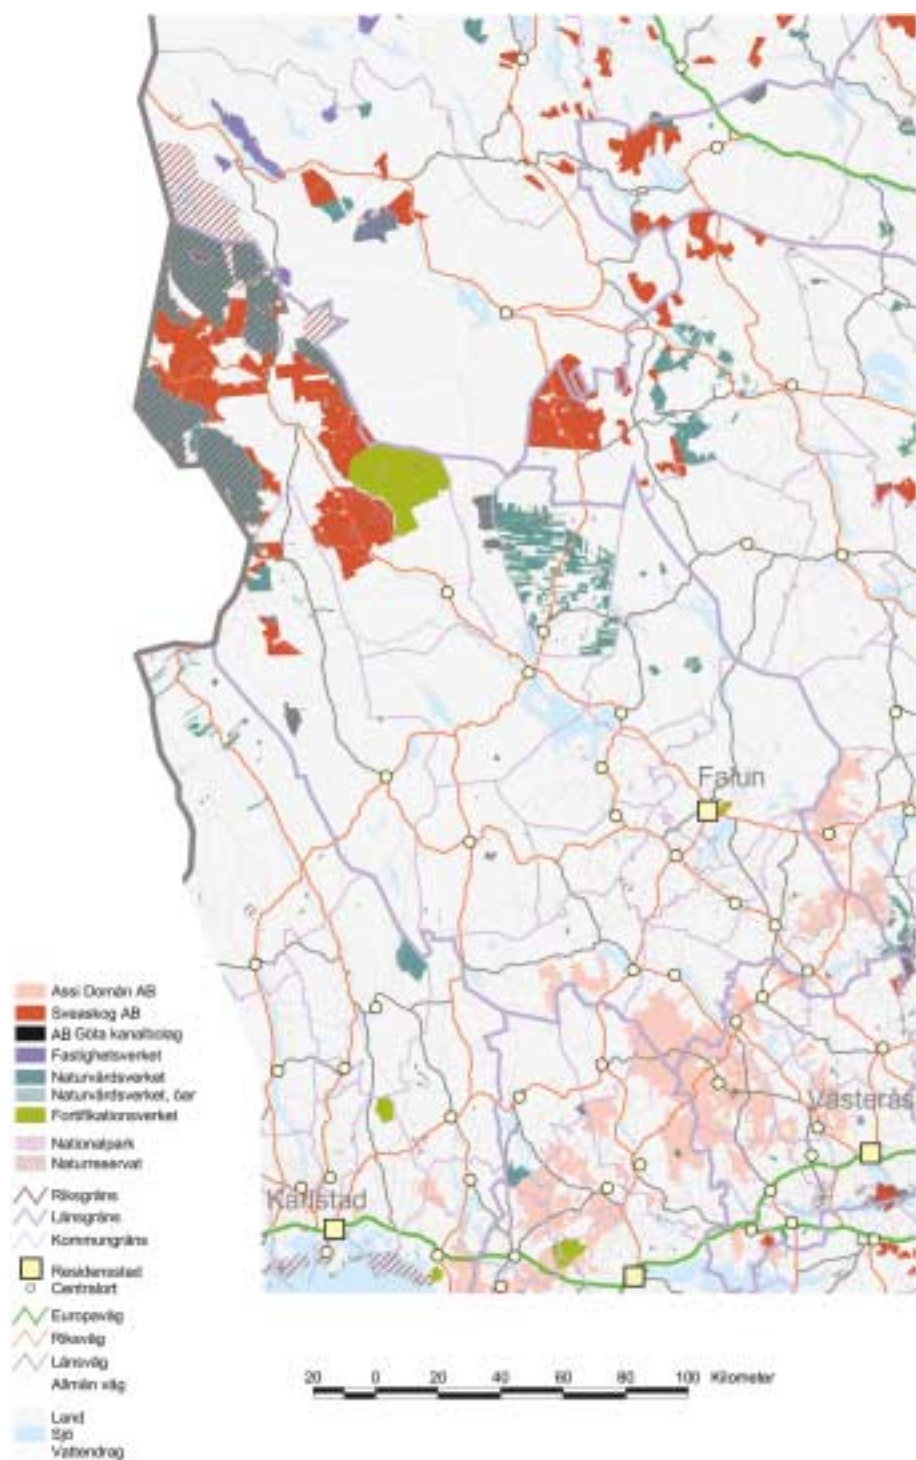 Falun
Västerås
Karlstad
Assi Domän AB
Sveaskog AB
AB Göta kanalbolag
Fastighetsverket
Naturvårdsverket
Naturvårdsverket, öar
Fortifikationsverket
Nationalpark
Naturreservat
Riksgräns
Länsgräns
Kommungräns
Residensstad
Centralort
Europaväg
Riksväg
Länsväg
Allmän väg
Land
Sjö
Vattendrag
20 0 20 40 60 80 100 Kilometer